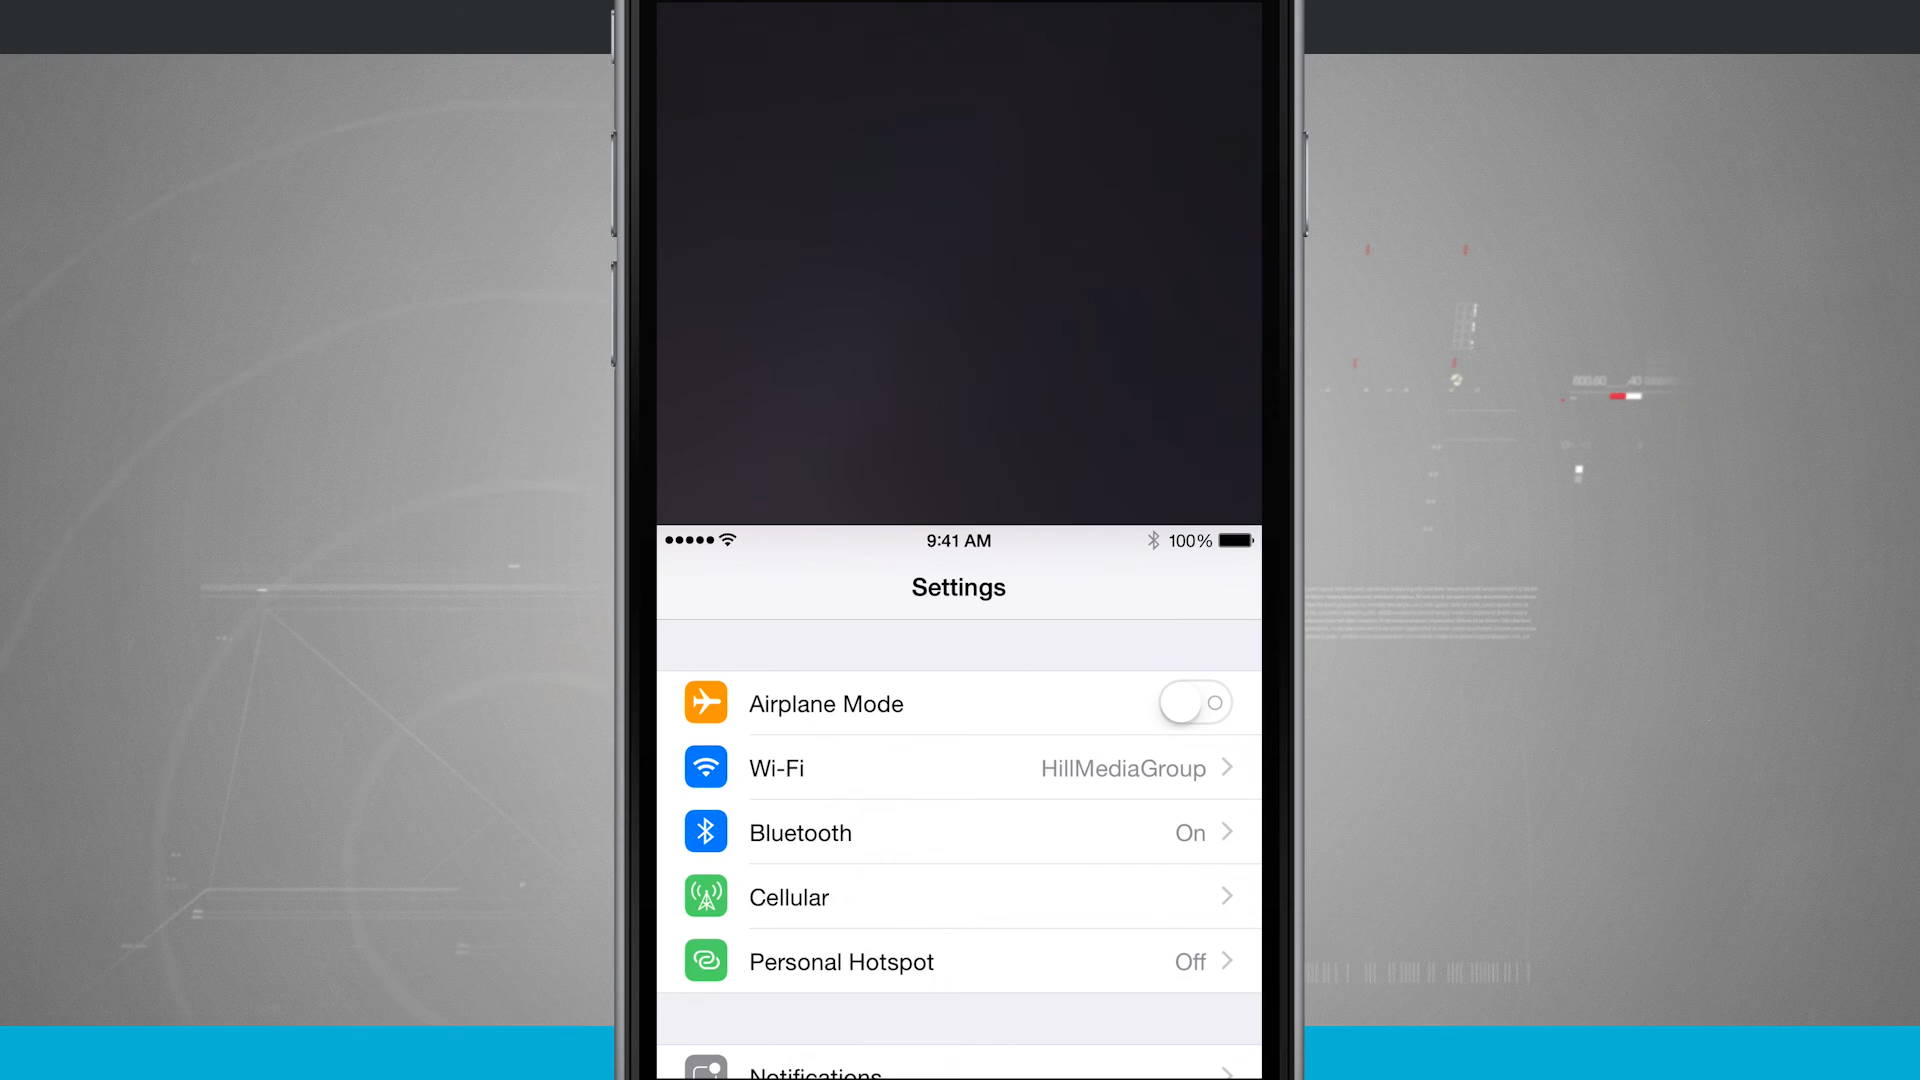 9:41 AM
100%
Settings
Airplane Mode
Wi-Fi
HillMediaGroup
Bluetooth
On
Cellular
Personal Hotspot
Off
Notifications